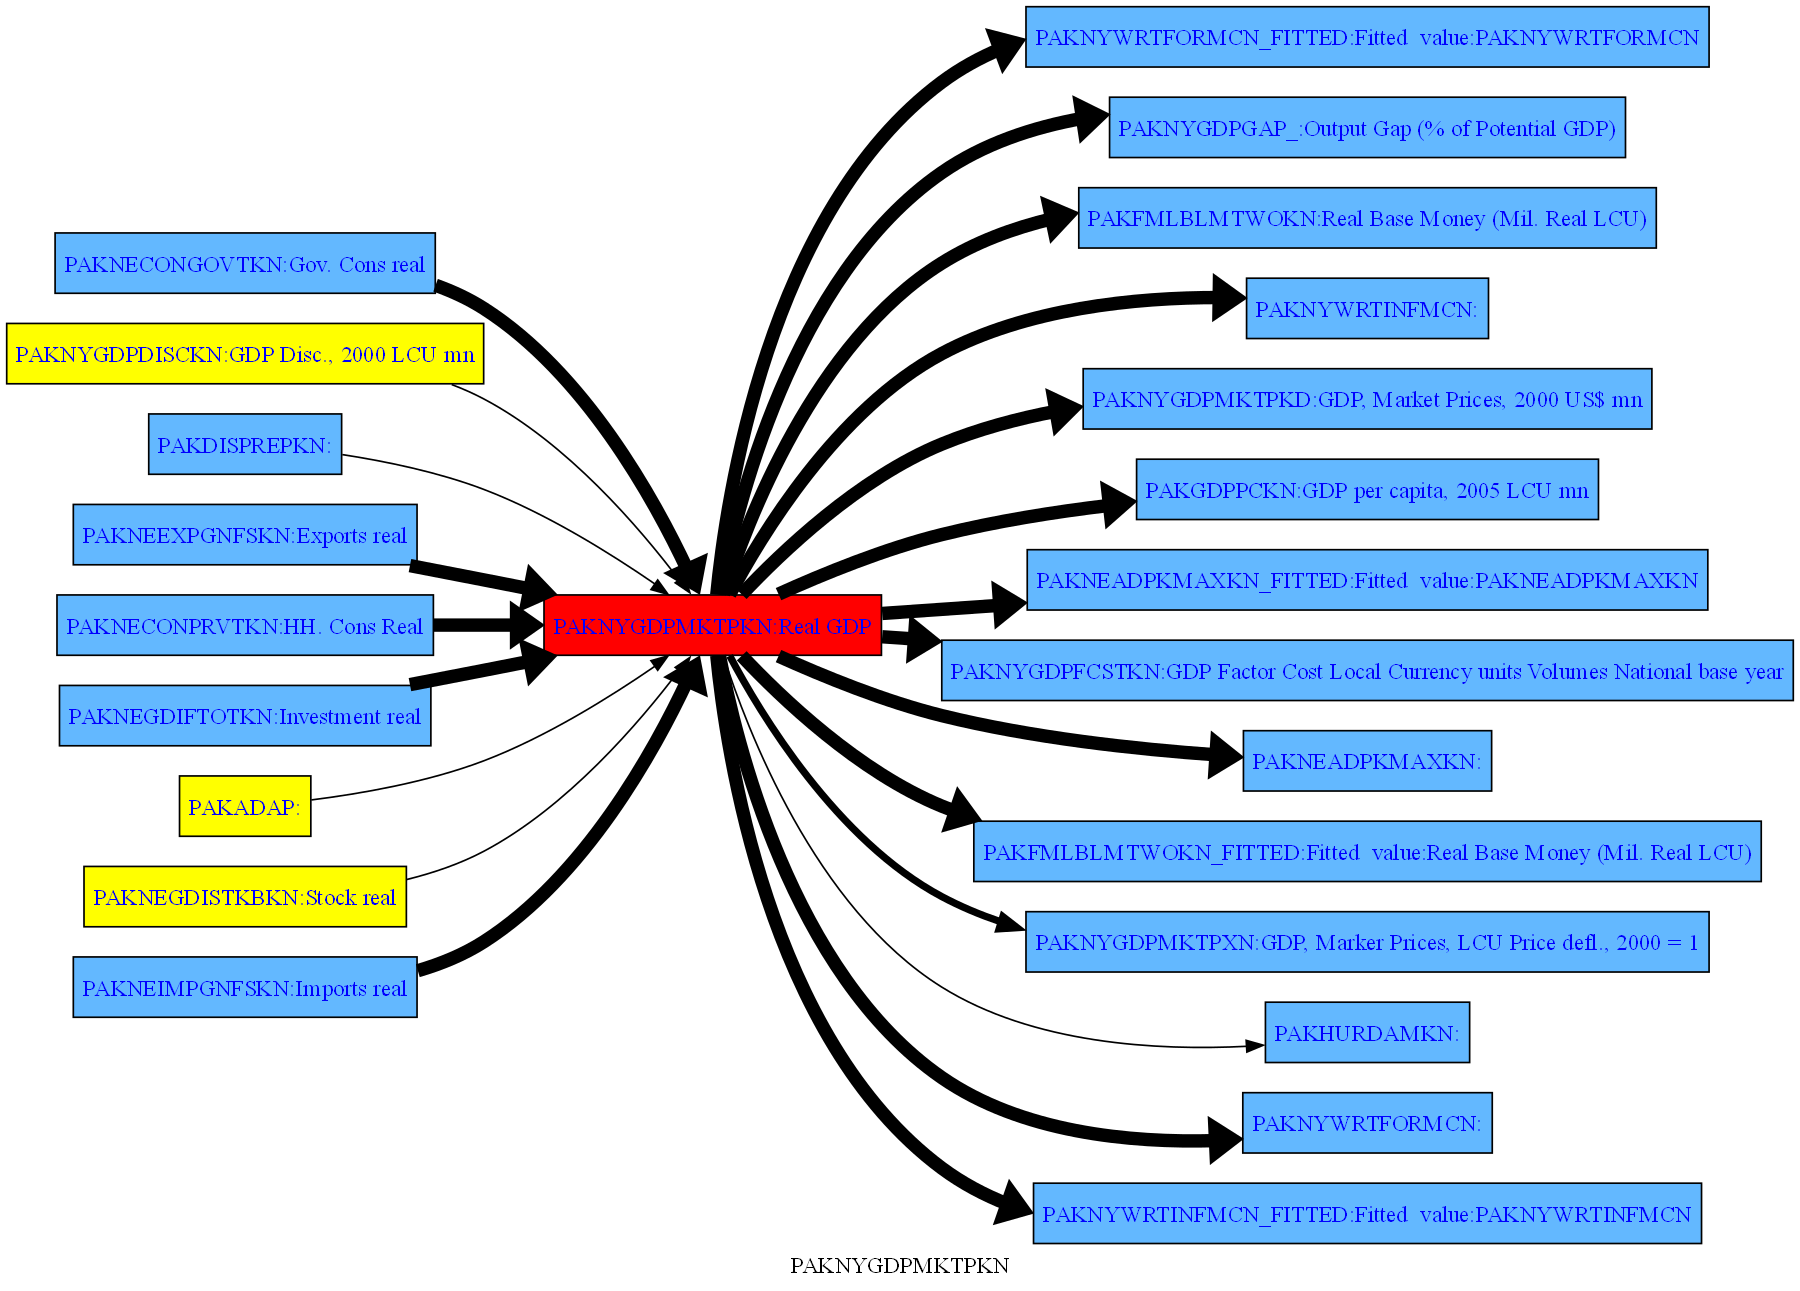 PAKNECONGOVTKN:Gov. Cons real
PAKNYGDPDISCKN:GDP Disc., 2000 LCU mn
PAKDISPREPKN:
PAKNEEXPGNFSKN:Exports real
PAKNECONPRVTKN:HH. Cons Real
PAKNEGDIFTOTKN:Investment real
PAKADAP:
PAKNEGDISTKBKN:Stock real
PAKNEIMPGNFSKN:Imports real
PAKNYGDPMKTPKN:Real GDP
PAKNYWRTFORMCN_FITTED:Fitted  value:PAKNYWRTFORMCN
PAKNYGDPGAP_:Output Gap (% of Potential GDP)
PAKFMLBLMTWOKN:Real Base Money (Mil. Real LCU)
PAKNYWRTINFMCN:
PAKNYGDPMKTPKD:GDP, Market Prices, 2000 US$ mn
PAKGDPPCKN:GDP per capita, 2005 LCU mn
PAKNEADPKMAXKN_FITTED:Fitted  value:PAKNEADPKMAXKN
PAKNYGDPFCSTKN:GDP Factor Cost Local Currency units Volumes National base year
PAKNEADPKMAXKN:
PAKFMLBLMTWOKN_FITTED:Fitted  value:Real Base Money (Mil. Real LCU)
PAKNYGDPMKTPXN:GDP, Marker Prices, LCU Price defl., 2000 = 1
PAKHURDAMKN:
PAKNYWRTFORMCN:
PAKNYWRTINFMCN_FITTED:Fitted  value:PAKNYWRTINFMCN
PAKNYGDPMKTPKN